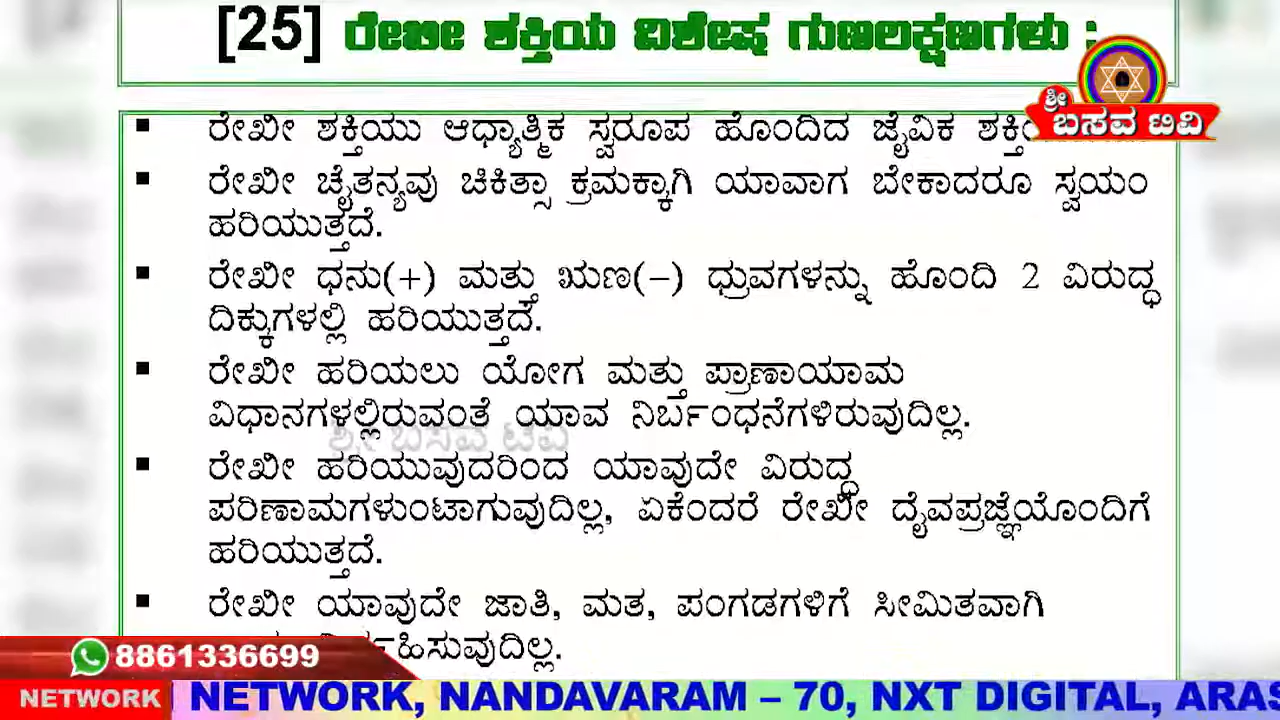 [25] ರೇಖೀ ಶಕ್ತಿಯ ವಿಶೇಷ ಗುಣಲಕ್ಷಣಗಳು :
ಶ್ರೀ
ಬಸವ ಟಿವಿ
▪ ರೇಖೀ ಶಕ್ತಿಯು ಆಧ್ಯಾತ್ಮಿಕ ಸ್ವರೂಪ ಹೊಂದಿದ ಜೈವಿಕ
▪ ರೇಖೀ ಚೈತನ್ಯವು ಚಿಕಿತ್ಸಾ ಕ್ರಮಕ್ಕಾಗಿ ಯಾವಾಗ ಬೇಕಾದರೂ ಸ್ವಯಂ
ಹರಿಯುತ್ತದೆ.
▪ ರೇಖೀ ಧನು(+) ಮತ್ತು ಋಣ(–) ಧ್ರುವಗಳನ್ನು ಹೊಂದಿ 2 ವಿರುದ್ಧ
ದಿಕ್ಕುಗಳಲ್ಲಿ ಹರಿಯುತ್ತದೆ.
▪ ರೇಖೀ ಹರಿಯಲು ಯೋಗ ಮತ್ತು ಪ್ರಾಣಾಯಾಮ
ವಿಧಾನಗಳಲ್ಲಿರುವಂತೆ ಯಾವ ನಿರ್ಬಂಧನೆಗಳಿರುವುದಿಲ್ಲ.
ಶ್ರೀ ಬಸವ ಟಿವಿ
▪ ರೇಖೀ ಹರಿಯುವುದರಿಂದ ಯಾವುದೇ ವಿರುದ್ಧ
ಪರಿಣಾಮಗಳುಂಟಾಗುವುದಿಲ್ಲ, ಏಕೆಂದರೆ ರೇಖೀ ದೈವಪ್ರಜ್ಞೆಯೊಂದಿಗೆ
ಹರಿಯುತ್ತದೆ.
▪ ರೇಖೀ ಯಾವುದೇ ಜಾತಿ, ಮತ, ಪಂಗಡಗಳಿಗೆ ಸೀಮಿತವಾಗಿ
8861336699
NETWORK NETWORK, NANDAVARAM – 70, NXT DIGITAL, ARAS